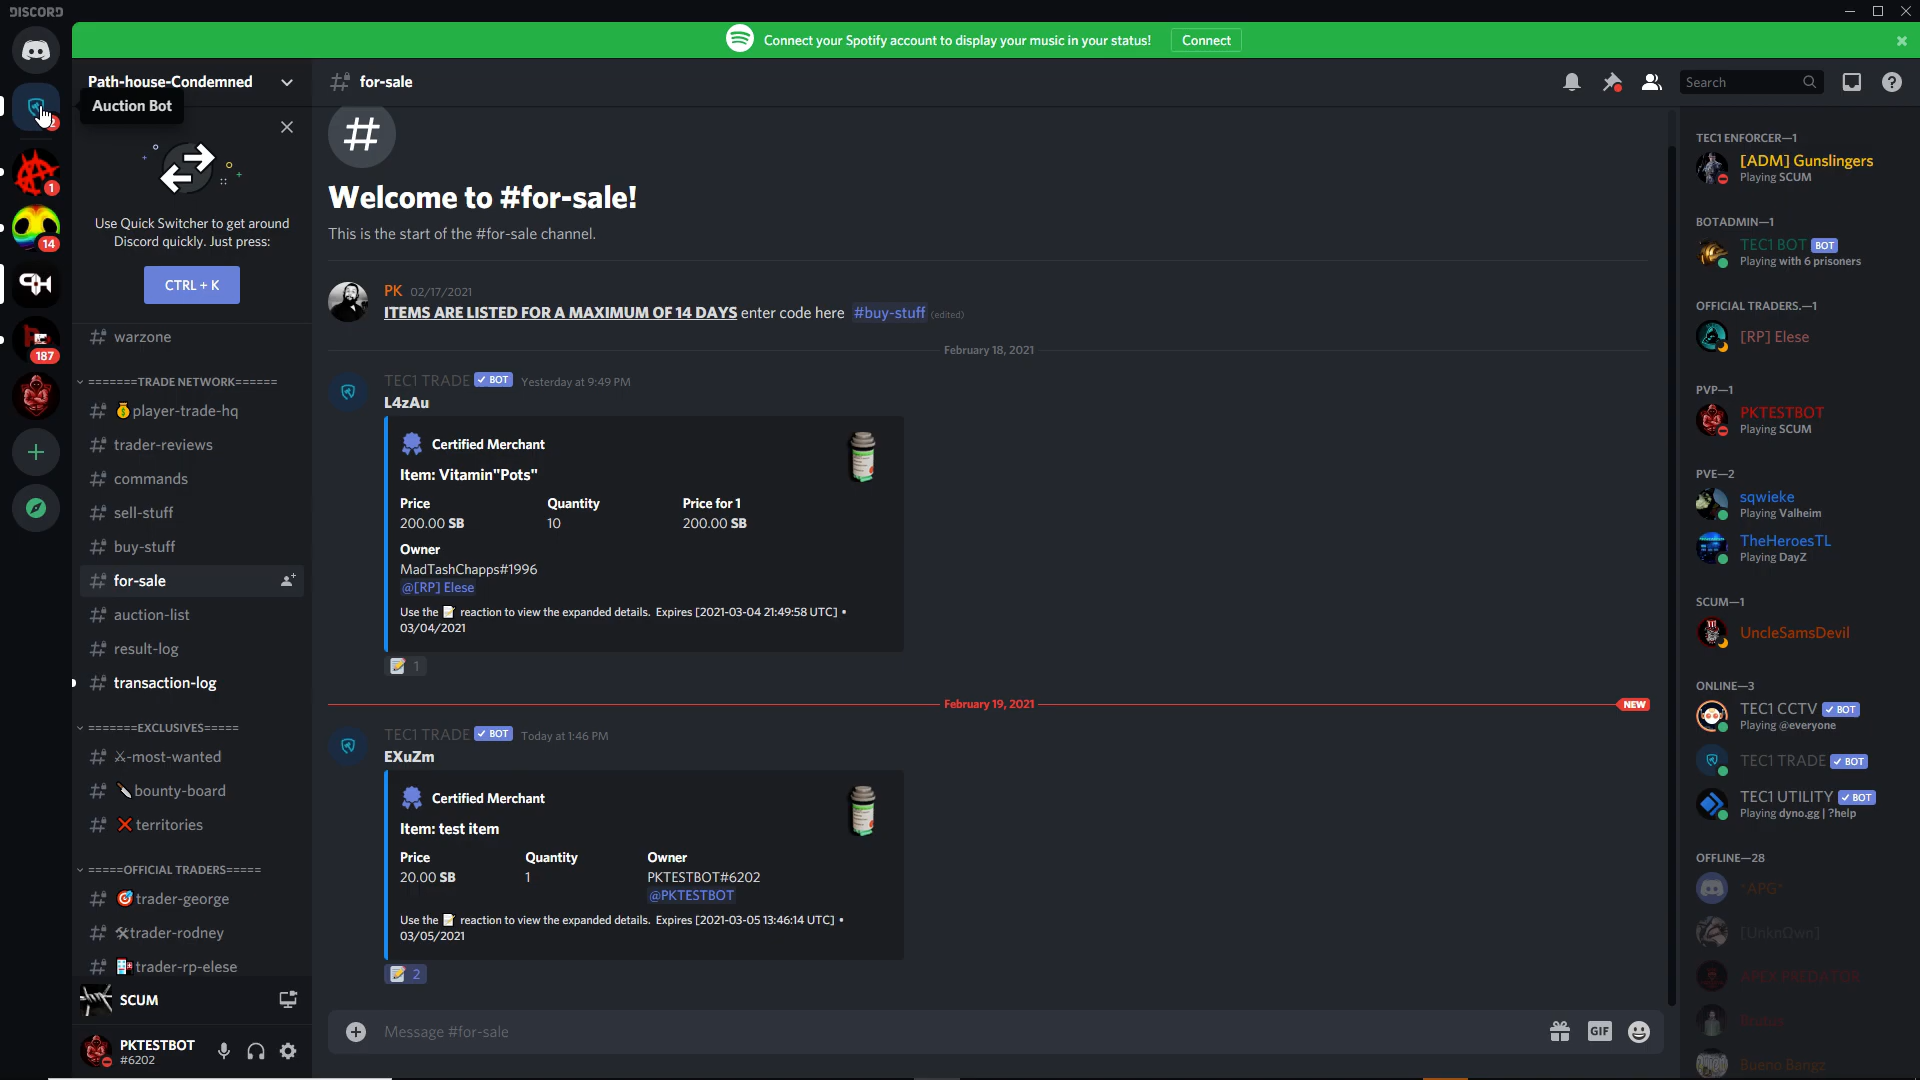 DISCORD
Connect your Spotify account to display your music in your status!
Connect
Path-house-Condemned
Auction Bot
2
1
14
187
Use Quick Switcher to get around
Discord quickly. Just press:
CTRL + K
warzone
=======TRADE NETWORK======
💰player-trade-hq
trader-reviews
commands
sell-stuff
buy-stuff
for-sale
auction-list
result-log
transaction-log
=======EXCLUSIVES=====
⚔-most-wanted
🔪bounty-board
❌territories
=====OFFICIAL TRADERS=====
🎯trader-george
🛠trader-rodney
trader-rp-elese
SCUM
PKTESTBOT
#6202
for-sale
Search
Welcome to #for-sale!
This is the start of the #for-sale channel.
PK 02/17/2021
ITEMS ARE LISTED FOR A MAXIMUM OF 14 DAYS enter code here #buy-stuff (edited)
February 18, 2021
TEC1 TRADE ✓ BOT Yesterday at 9:49 PM
L4zAu
Certified Merchant
Item: Vitamin"Pots"
Price Quantity Price for 1
200.00 SB 10 200.00 SB
Owner
MadTashChapps#1996
@[RP] Elese
Use the 📝 reaction to view the expanded details. Expires [2021-03-04 21:49:58 UTC] •
03/04/2021
📝 1
February 19, 2021 NEW
TEC1 TRADE ✓ BOT Today at 1:46 PM
EXuZm
Certified Merchant
Item: test item
Price Quantity Owner
20.00 SB 1 PKTESTBOT#6202
@PKTESTBOT
Use the 📝 reaction to view the expanded details. Expires [2021-03-05 13:46:14 UTC] •
03/05/2021
📝 2
Message #for-sale
GIF
TEC1 ENFORCER—1
[ADM] Gunslingers
Playing SCUM
BOTADMIN—1
TEC1 BOT BOT
Playing with 6 prisoners
OFFICIAL TRADERS.—1
[RP] Elese
PVP—1
PKTESTBOT
Playing SCUM
PVE—2
sqwieke
Playing Valheim
TheHeroesTL
Playing DayZ
SCUM—1
UncleSamsDevil
ONLINE—3
TEC1 CCTV ✓ BOT
Playing @everyone
TEC1 TRADE ✓ BOT
TEC1 UTILITY ✓ BOT
Playing dyno.gg | ?help
OFFLINE—28
*APG*
[UnknΩwn]
APEX PREDATOR
Bueno Bangz